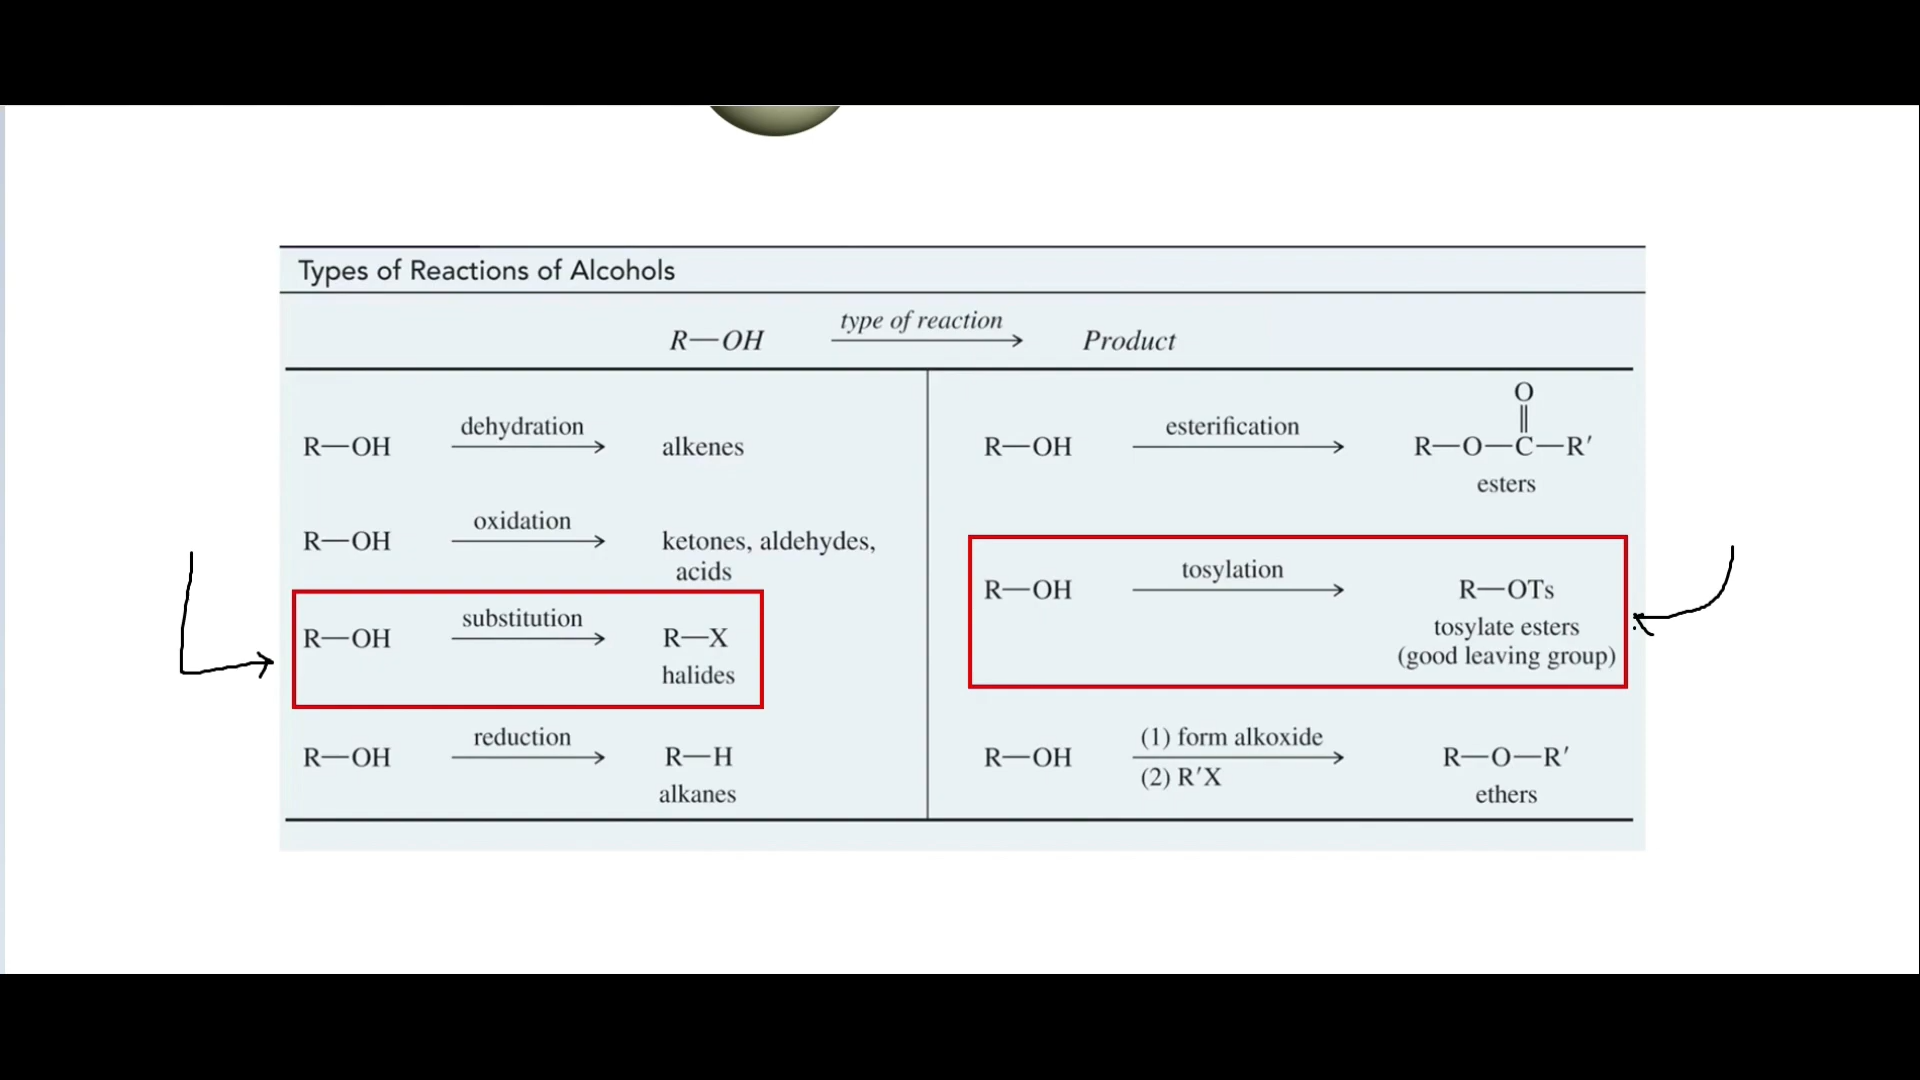 Types of Reactions of Alcohols
R—OH type of reaction Product
R—OH dehydration alkenes
R—OH oxidation ketones, aldehydes,
acids
R—OH substitution R—X
halides
R—OH reduction R—H
alkanes
O
R—OH esterification R—O—C—R′
esters
R—OH tosylation R—OTs
tosylate esters
(good leaving group)
(1) form alkoxide
R—OH R—O—R′
(2) R′X
ethers